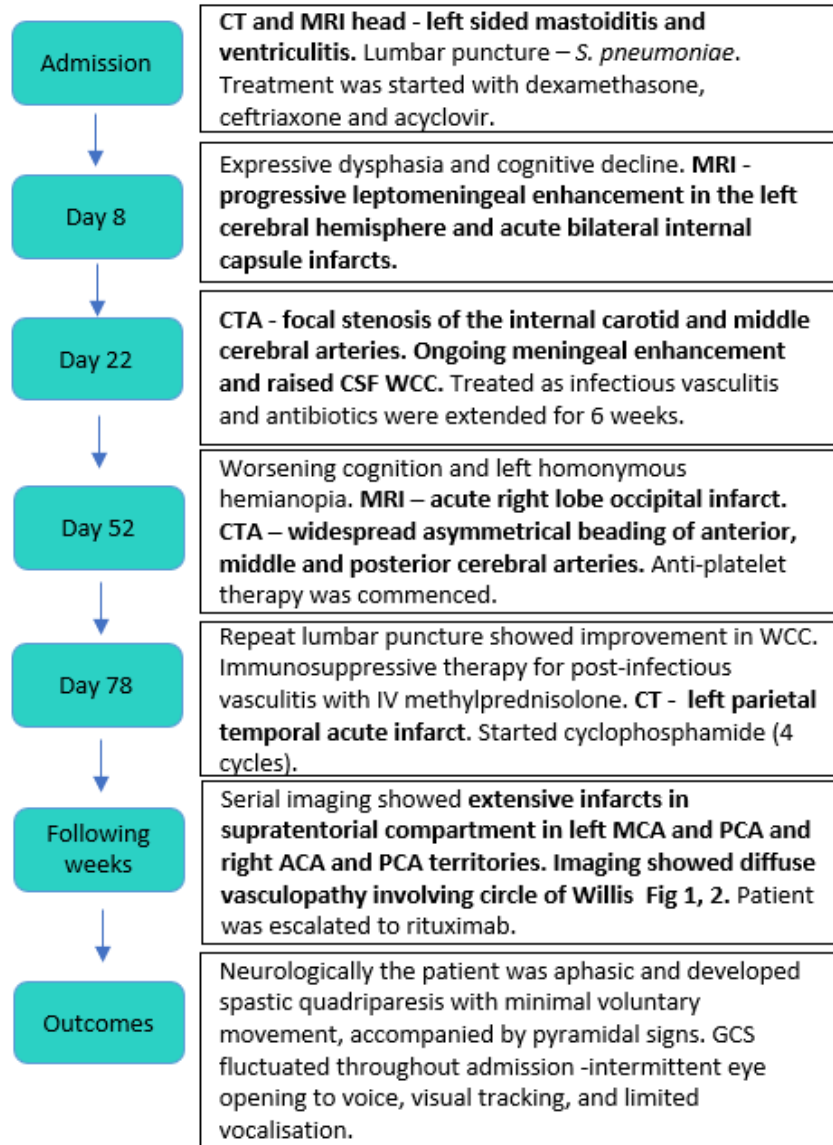 Admission
CT and MRI head - left sided mastoiditis and
ventriculitis. Lumbar puncture – S. pneumoniae.
Treatment was started with dexamethasone,
ceftriaxone and acyclovir.
Day 8
Expressive dysphasia and cognitive decline. MRI -
progressive leptomeningeal enhancement in the left
cerebral hemisphere and acute bilateral internal
capsule infarcts.
Day 22
CTA - focal stenosis of the internal carotid and middle
cerebral arteries. Ongoing meningeal enhancement
and raised CSF WCC. Treated as infectious vasculitis
and antibiotics were extended for 6 weeks.
Day 52
Worsening cognition and left homonymous
hemianopia. MRI – acute right lobe occipital infarct.
CTA – widespread asymmetrical beading of anterior,
middle and posterior cerebral arteries. Anti-platelet
therapy was commenced.
Day 78
Repeat lumbar puncture showed improvement in WCC.
Immunosuppressive therapy for post-infectious
vasculitis with IV methylprednisolone. CT - left parietal
temporal acute infarct. Started cyclophosphamide (4
cycles).
Following
weeks
Serial imaging showed extensive infarcts in
supratentorial compartment in left MCA and PCA and
right ACA and PCA territories. Imaging showed diffuse
vasculopathy involving circle of Willis Fig 1, 2. Patient
was escalated to rituximab.
Outcomes
Neurologically the patient was aphasic and developed
spastic quadriparesis with minimal voluntary
movement, accompanied by pyramidal signs. GCS
fluctuated throughout admission -intermittent eye
opening to voice, visual tracking, and limited
vocalisation.